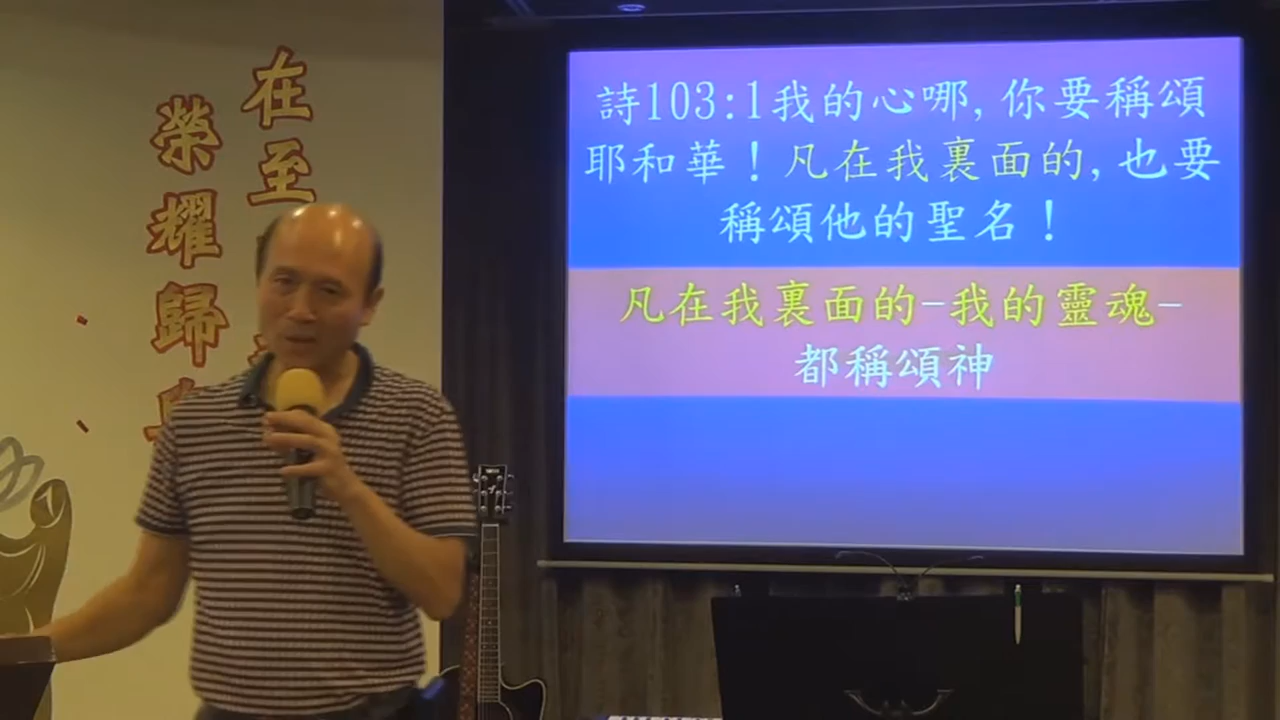 在至
榮耀歸
詩103:1我的心哪,你要稱頌
耶和華!凡在我裏面的,也要
稱頌他的聖名!
凡在我裏面的-我的靈魂-
都稱頌神